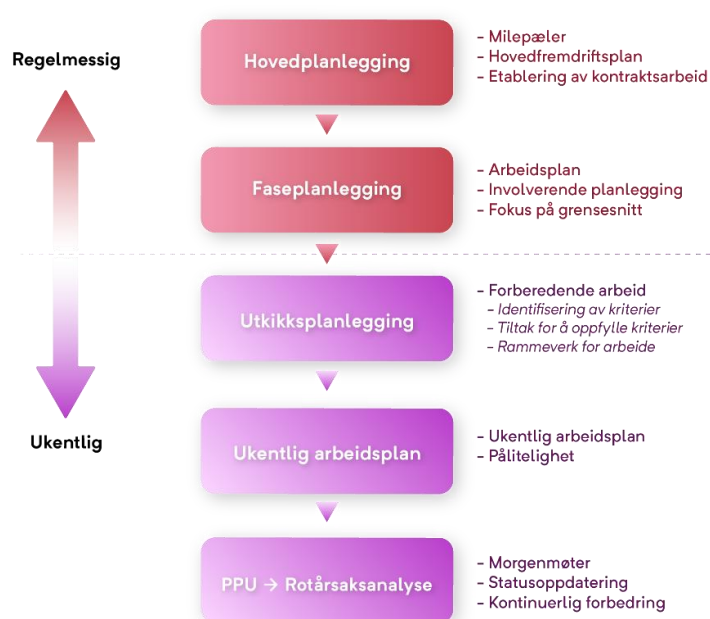 Regelmessig
Hovedplanlegging
- Milepæler
- Hovedfremdriftsplan
- Etablering av kontraktsarbeid
Faseplanlegging
- Arbeidsplan
- Involverende planlegging
- Fokus på grensesnitt
Utkikksplanlegging
- Forberedende arbeid
- Identifisering av kriterier
- Tiltak for å oppfylle kriterier
- Rammeverk for arbeide
Ukentlig
Ukentlig arbeidsplan
- Ukentlig arbeidsplan
- Pålitelighet
PPU → Rotårsaksanalyse
- Morgenmøter
- Statusoppdatering
- Kontinuerlig forbedring